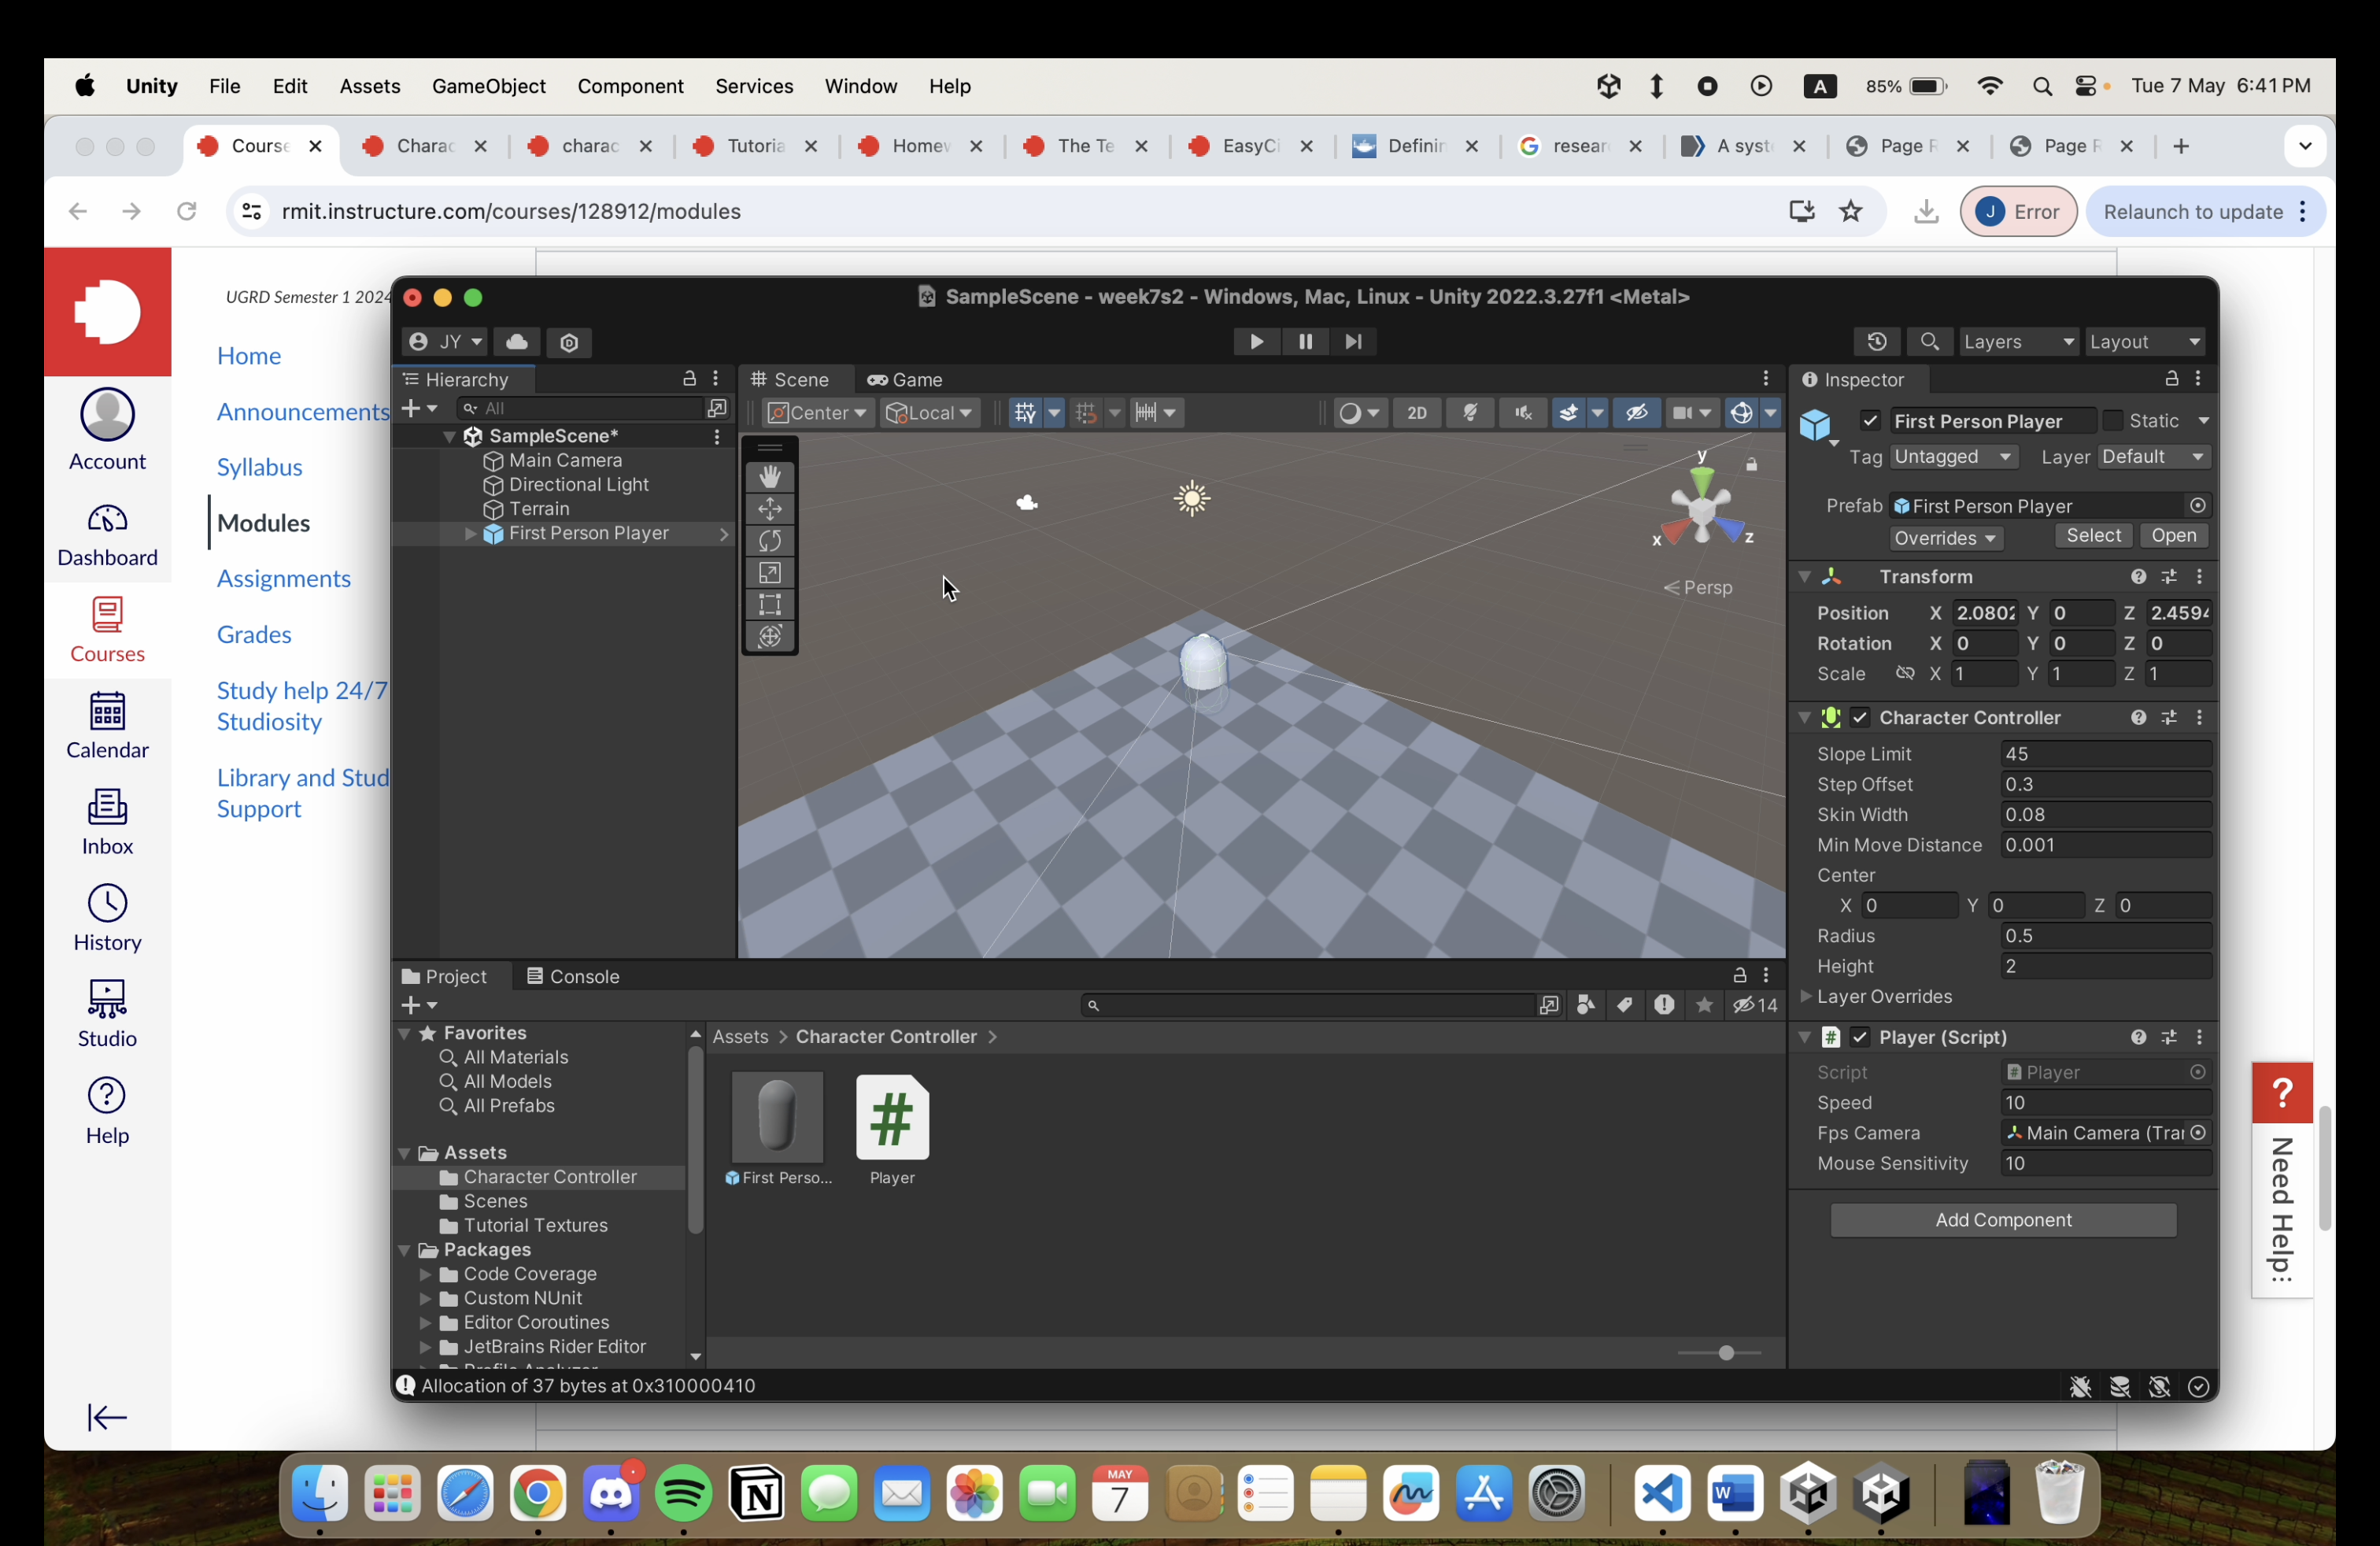 Unity File Edit Assets GameObject Component Services Window Help
A 85% Tue 7 May 6:41 PM
Course Charac charac Tutoria Homew The Te EasyCi Defining resear A syst Page R Page R
rmit.instructure.com/courses/128912/modules
J Error Relaunch to update
UGRD Semester 1 2024
Home
Announcements
Syllabus
Modules
Assignments
Grades
Study help 24/7
Studiosity
Library and Stud
Support
Account
Dashboard
Courses
Calendar
Inbox
History
Studio
Help
SampleScene - week7s2 - Windows, Mac, Linux - Unity 2022.3.27f1 <Metal>
JY
Layers Layout
Hierarchy
All
SampleScene*
Main Camera
Directional Light
Terrain
First Person Player
Scene Game
Center Local 2D
y
x z
Persp
Inspector
First Person Player Static
Tag Untagged Layer Default
Prefab First Person Player
Overrides Select Open
Transform
Position X 2.0802 Y 0 Z 2.4594
Rotation X 0 Y 0 Z 0
Scale X 1 Y 1 Z 1
Character Controller
Slope Limit 45
Step Offset 0.3
Skin Width 0.08
Min Move Distance 0.001
Center
X 0 Y 0 Z 0
Radius 0.5
Height 2
Layer Overrides
Player (Script)
Script Player
Speed 10
Fps Camera Main Camera (Trar
Mouse Sensitivity 10
Add Component
Project Console
14
Favorites
All Materials
All Models
All Prefabs
Assets
Character Controller
Scenes
Tutorial Textures
Packages
Code Coverage
Custom NUnit
Editor Coroutines
JetBrains Rider Editor
Assets > Character Controller >
First Perso...
Player
Allocation of 37 bytes at 0x310000410
? Need Help?
MAY
7
W